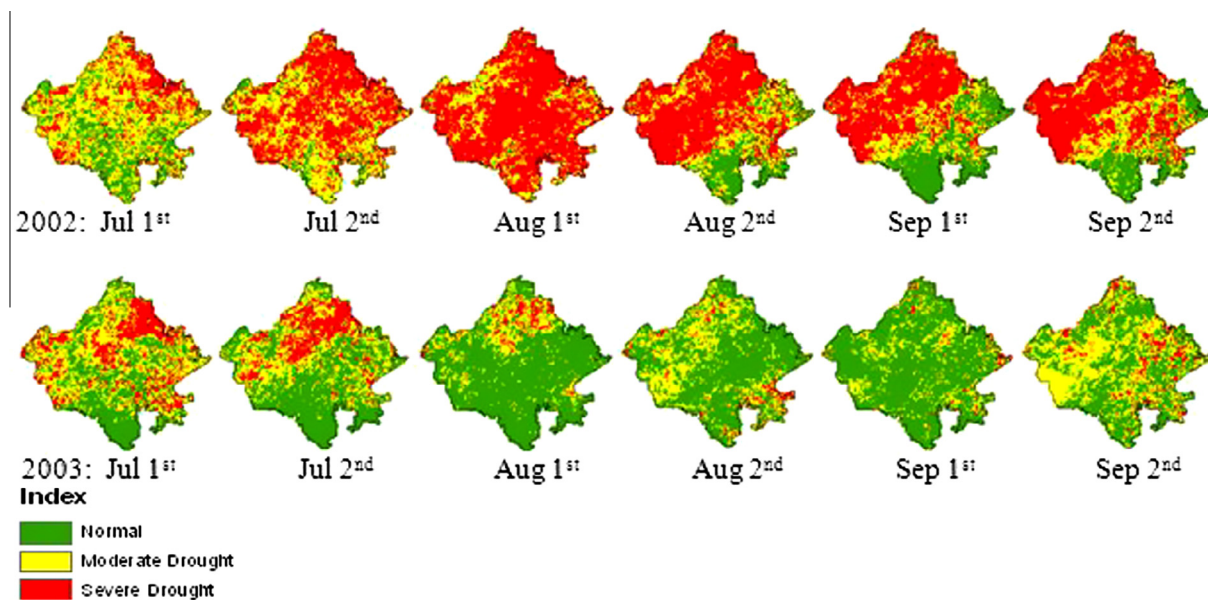 2002: Jul 1st Jul 2nd Aug 1st Aug 2nd Sep 1st Sep 2nd
2003: Jul 1st Jul 2nd Aug 1st Aug 2nd Sep 1st Sep 2nd
Index
Normal
Moderate Drought
Severe Drought